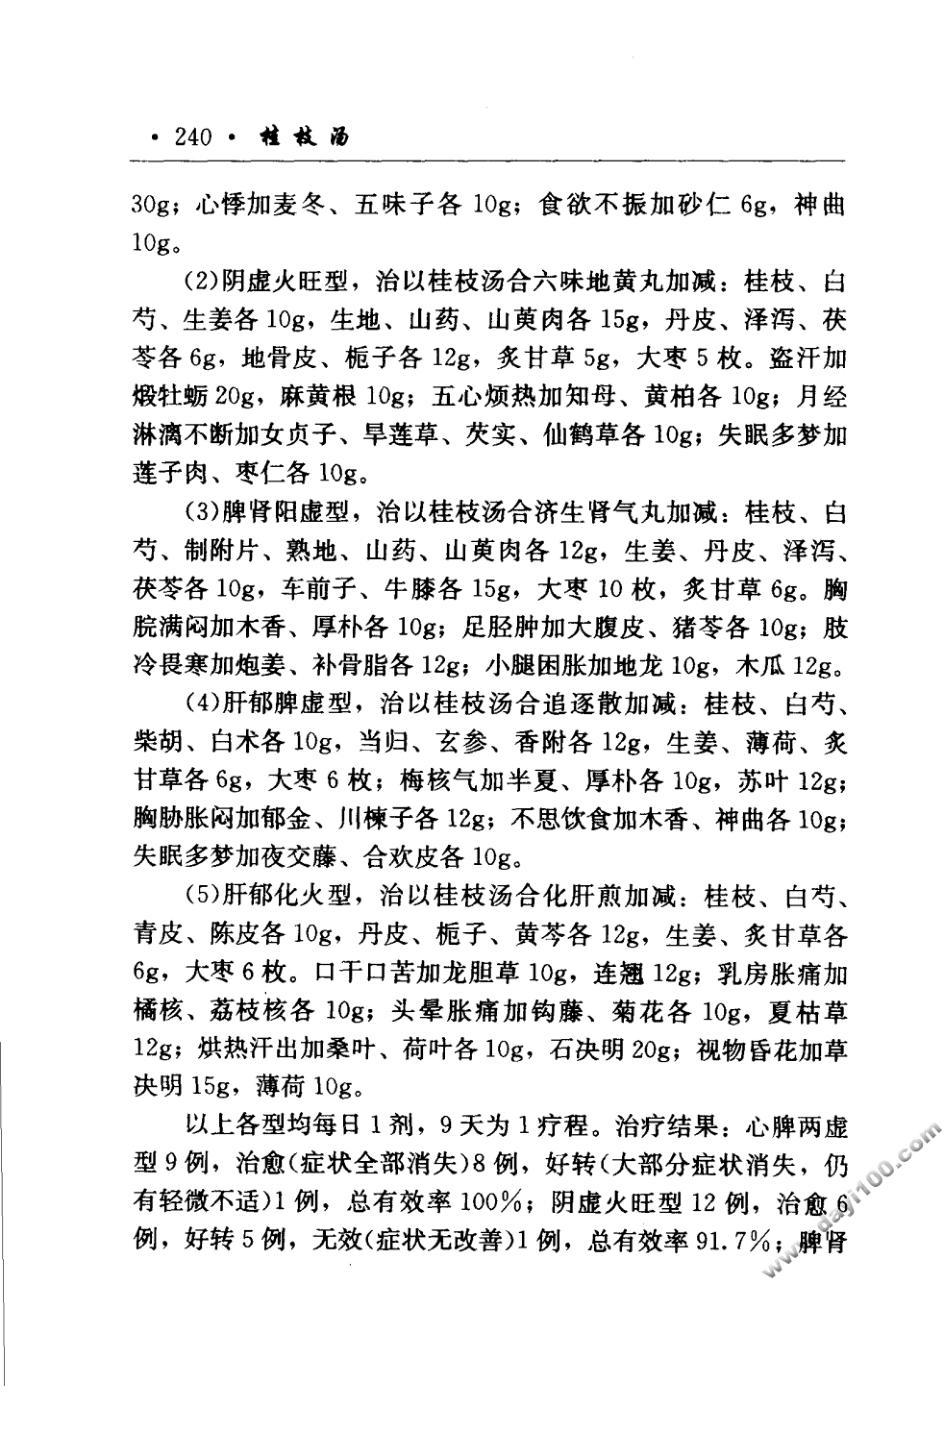 · 240 · 桂枝汤
30g；心悸加麦冬、五味子各 10g；食欲不振加砂仁 6g，神曲
10g。
(2)阴虚火旺型，治以桂枝汤合六味地黄丸加减：桂枝、白
芍、生姜各 10g，生地、山药、山萸肉各 15g，丹皮、泽泻、茯
苓各 6g，地骨皮、栀子各 12g，炙甘草 5g，大枣 5 枚。盗汗加
煅牡蛎 20g，麻黄根 10g；五心烦热加知母、黄柏各 10g；月经
淋漓不断加女贞子、旱莲草、芡实、仙鹤草各 10g；失眠多梦加
莲子肉、枣仁各 10g。
(3)脾肾阳虚型，治以桂枝汤合济生肾气丸加减：桂枝、白
芍、制附片、熟地、山药、山萸肉各 12g，生姜、丹皮、泽泻、
茯苓各 10g，车前子、牛膝各 15g，大枣 10 枚，炙甘草 6g。胸
脘满闷加木香、厚朴各 10g；足胫肿加大腹皮、猪苓各 10g；肢
冷畏寒加炮姜、补骨脂各 12g；小腿困胀加地龙 10g，木瓜 12g。
(4)肝郁脾虚型，治以桂枝汤合追逐散加减：桂枝、白芍、
柴胡、白术各 10g，当归、玄参、香附各 12g，生姜、薄荷、炙
甘草各 6g，大枣 6 枚；梅核气加半夏、厚朴各 10g，苏叶 12g；
胸胁胀闷加郁金、川楝子各 12g；不思饮食加木香、神曲各 10g；
失眠多梦加夜交藤、合欢皮各 10g。
(5)肝郁化火型，治以桂枝汤合化肝煎加减：桂枝、白芍、
青皮、陈皮各 10g，丹皮、栀子、黄芩各 12g，生姜、炙甘草各
6g，大枣 6 枚。口干口苦加龙胆草 10g，连翘 12g；乳房胀痛加
橘核、荔枝核各 10g；头晕胀痛加钩藤、菊花各 10g，夏枯草
12g；烘热汗出加桑叶、荷叶各 10g，石决明 20g；视物昏花加草
决明 15g，薄荷 10g。
以上各型均每日 1 剂，9 天为 1 疗程。治疗结果：心脾两虚
型 9 例，治愈(症状全部消失)8 例，好转(大部分症状消失，仍
有轻微不适)1 例，总有效率 100%；阴虚火旺型 12 例，治愈 6
例，好转 5 例，无效(症状无改善)1 例，总有效率 91.7%；脾肾
www.daji100.com